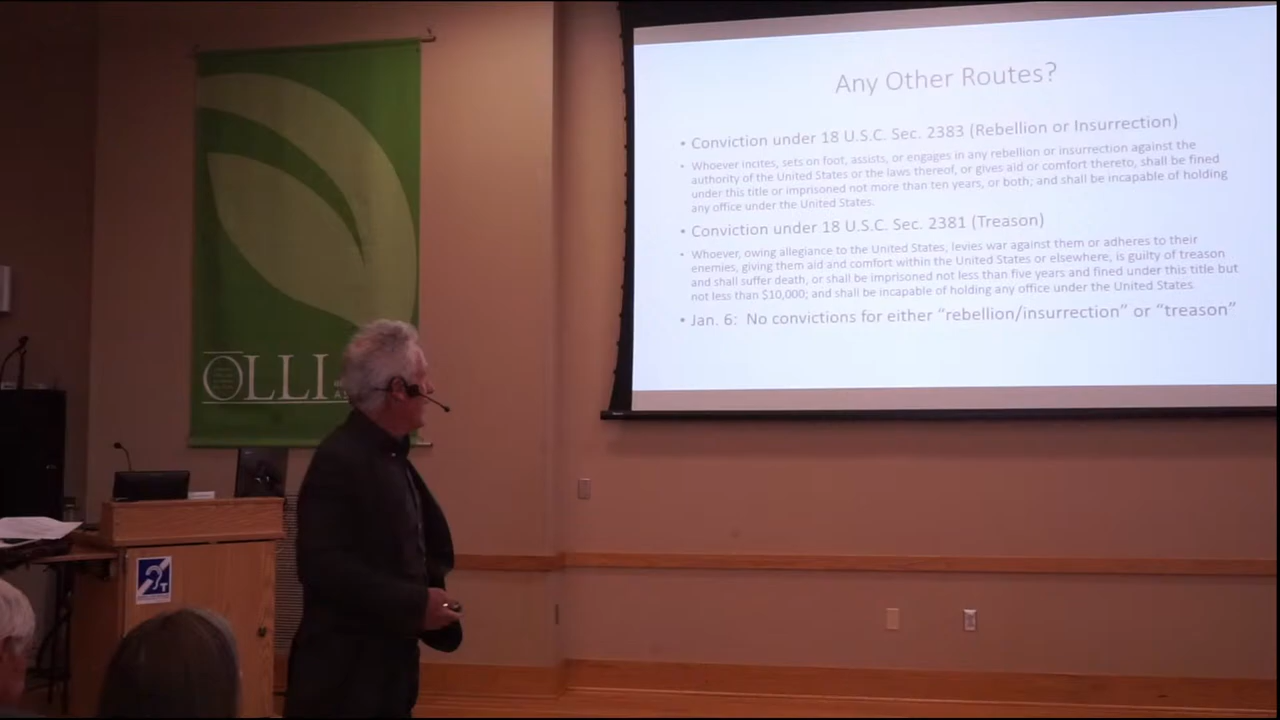 Any Other Routes?
• Conviction under 18 U.S.C. Sec. 2383 (Rebellion or Insurrection)
• Whoever incites, sets on foot, assists, or engages in any rebellion or insurrection against the
authority of the United States or the laws thereof, or gives aid or comfort thereto, shall be fined
under this title or imprisoned not more than ten years, or both; and shall be incapable of holding
any office under the United States.
• Conviction under 18 U.S.C. Sec. 2381 (Treason)
• Whoever, owing allegiance to the United States, levies war against them or adheres to their
enemies, giving them aid and comfort within the United States or elsewhere, is guilty of treason
and shall suffer death, or shall be imprisoned not less than five years and fined under this title but
not less than $10,000; and shall be incapable of holding any office under the United States.
• Jan. 6: No convictions for either “rebellion/insurrection” or “treason”
OLLI
T